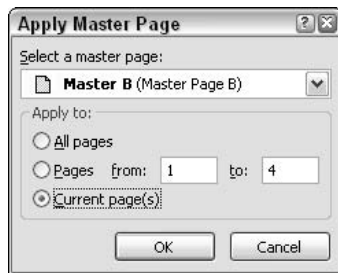 Apply Master Page
Select a master page:
Master B (Master Page B)
Apply to:
All pages
Pages from: 1 to: 4
Current page(s)
OK Cancel